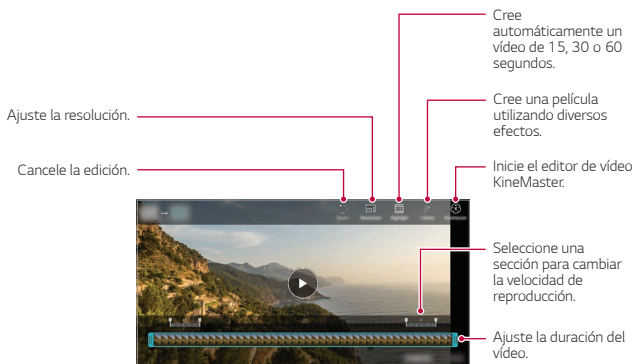 Cree
automáticamente un
vídeo de 15, 30 o 60
segundos.
Ajuste la resolución.
Cree una película
utilizando diversos
efectos.
Cancele la edición.
Inicie el editor de vídeo
KineMaster.
Seleccione una
sección para cambiar
la velocidad de
reproducción.
Ajuste la duración del
vídeo.